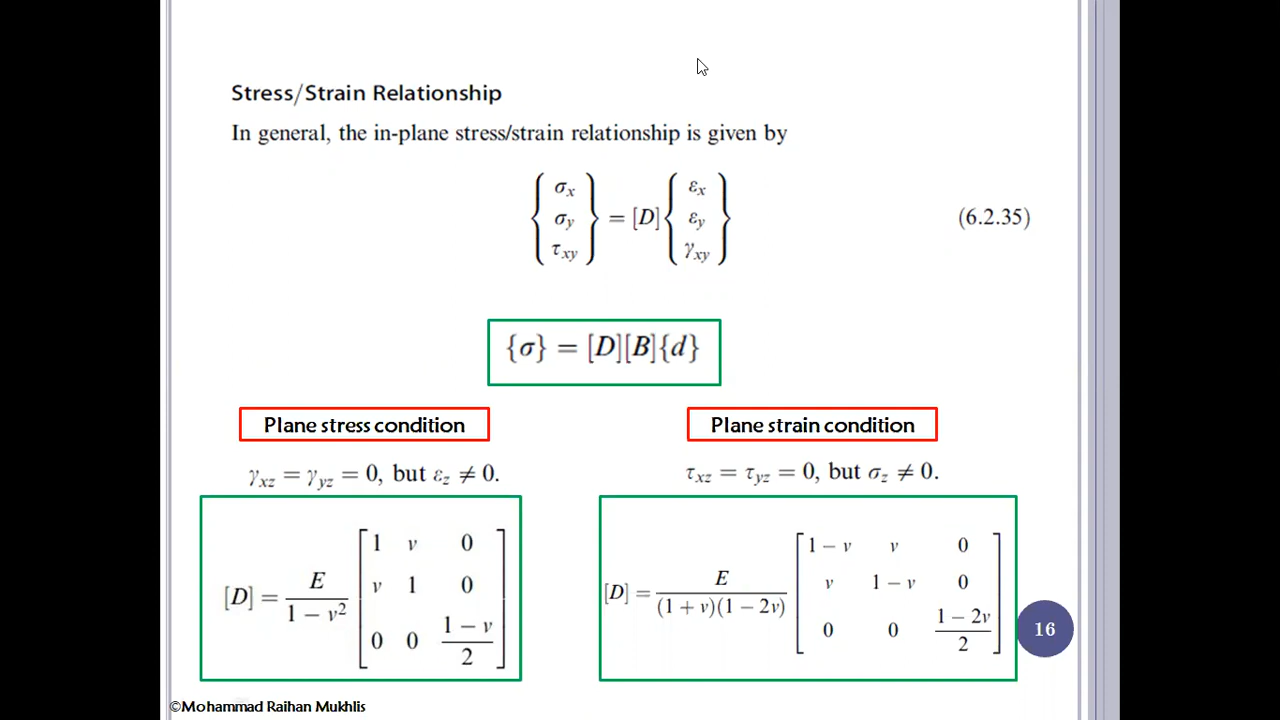 Stress/Strain Relationship
In general, the in-plane stress/strain relationship is given by
{σx σy τxy} = [D] {εx εy γxy} (6.2.35)
{σ} = [D][B]{d}
Plane stress condition
γxz = γyz = 0, but εz ≠ 0.
[D] = E / 1 − ν² [1 ν 0
ν 1 0
0 0 1 − ν / 2]
Plane strain condition
τxz = τyz = 0, but σz ≠ 0.
[D] = E / (1 + ν)(1 − 2ν) [1 − ν ν 0
ν 1 − ν 0
0 0 1 − 2ν / 2]
16
©Mohammad Raihan Mukhlis